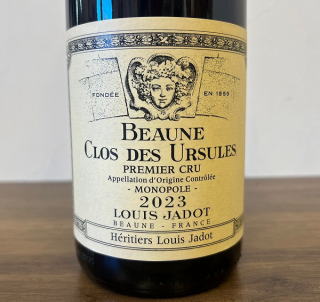 FONDÉE EN 1859
BEAUNE
CLOS DES URSULES
PREMIER CRU
Appellation d'Origine Contrôlée
- MONOPOLE -
2023
LOUIS JADOT
BEAUNE - FRANCE
Héritiers Louis Jadot